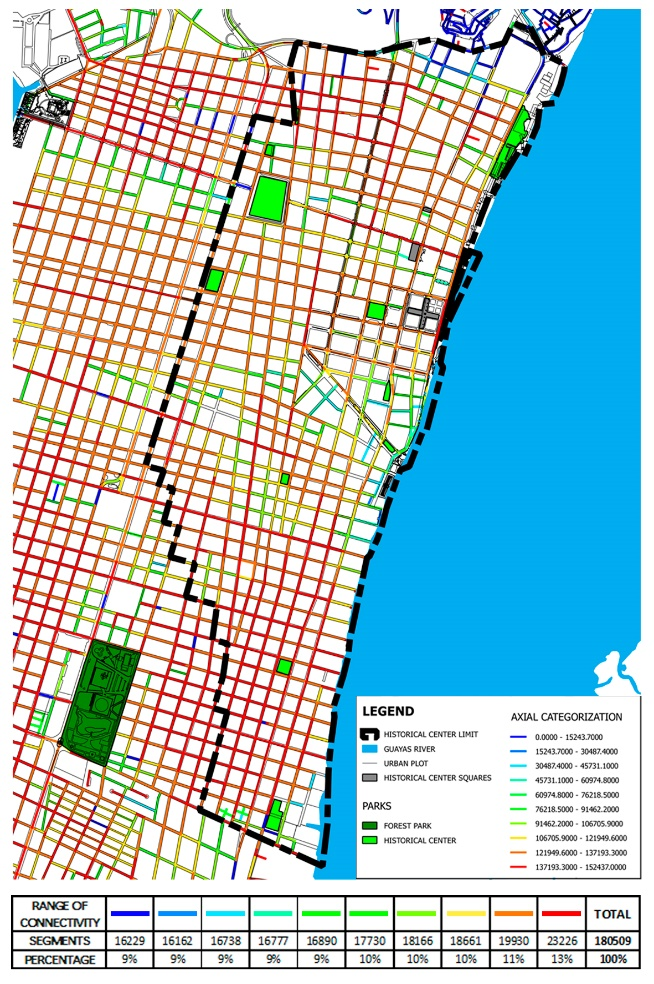 LEGEND
HISTORICAL CENTER LIMIT
GUAYAS RIVER
URBAN PLOT
HISTORICAL CENTER SQUARES
PARKS
FOREST PARK
HISTORICAL CENTER
AXIAL CATEGORIZATION
0.0000 - 15243.7000
15243.7000 - 30487.4000
30487.4000 - 45731.1000
45731.1000 - 60974.8000
60974.8000 - 76218.5000
76218.5000 - 91462.2000
91462.2000 - 106705.9000
106705.9000 - 121949.6000
121949.6000 - 137193.3000
137193.3000 - 152437.0000
RANGE OF CONNECTIVITY TOTAL
SEGMENTS 16229 16162 16738 16777 16890 17730 18166 18661 19930 23226 180509
PERCENTAGE 9% 9% 9% 9% 9% 10% 10% 10% 11% 13% 100%